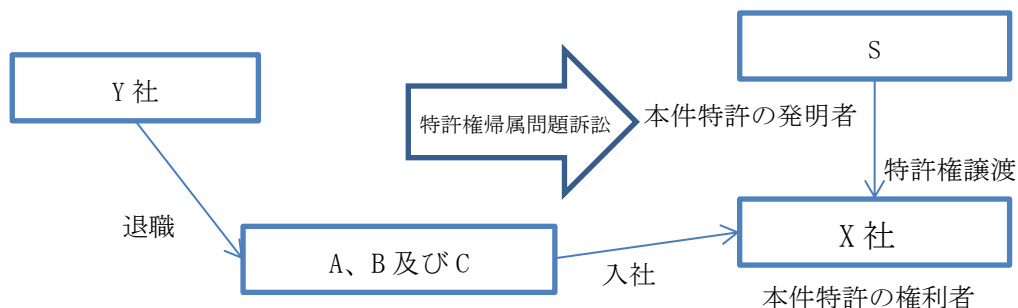 Y 社
S
特許権帰属問題訴訟
本件特許の発明者
特許権譲渡
退職
A、B 及び C
入社
X 社
本件特許の権利者